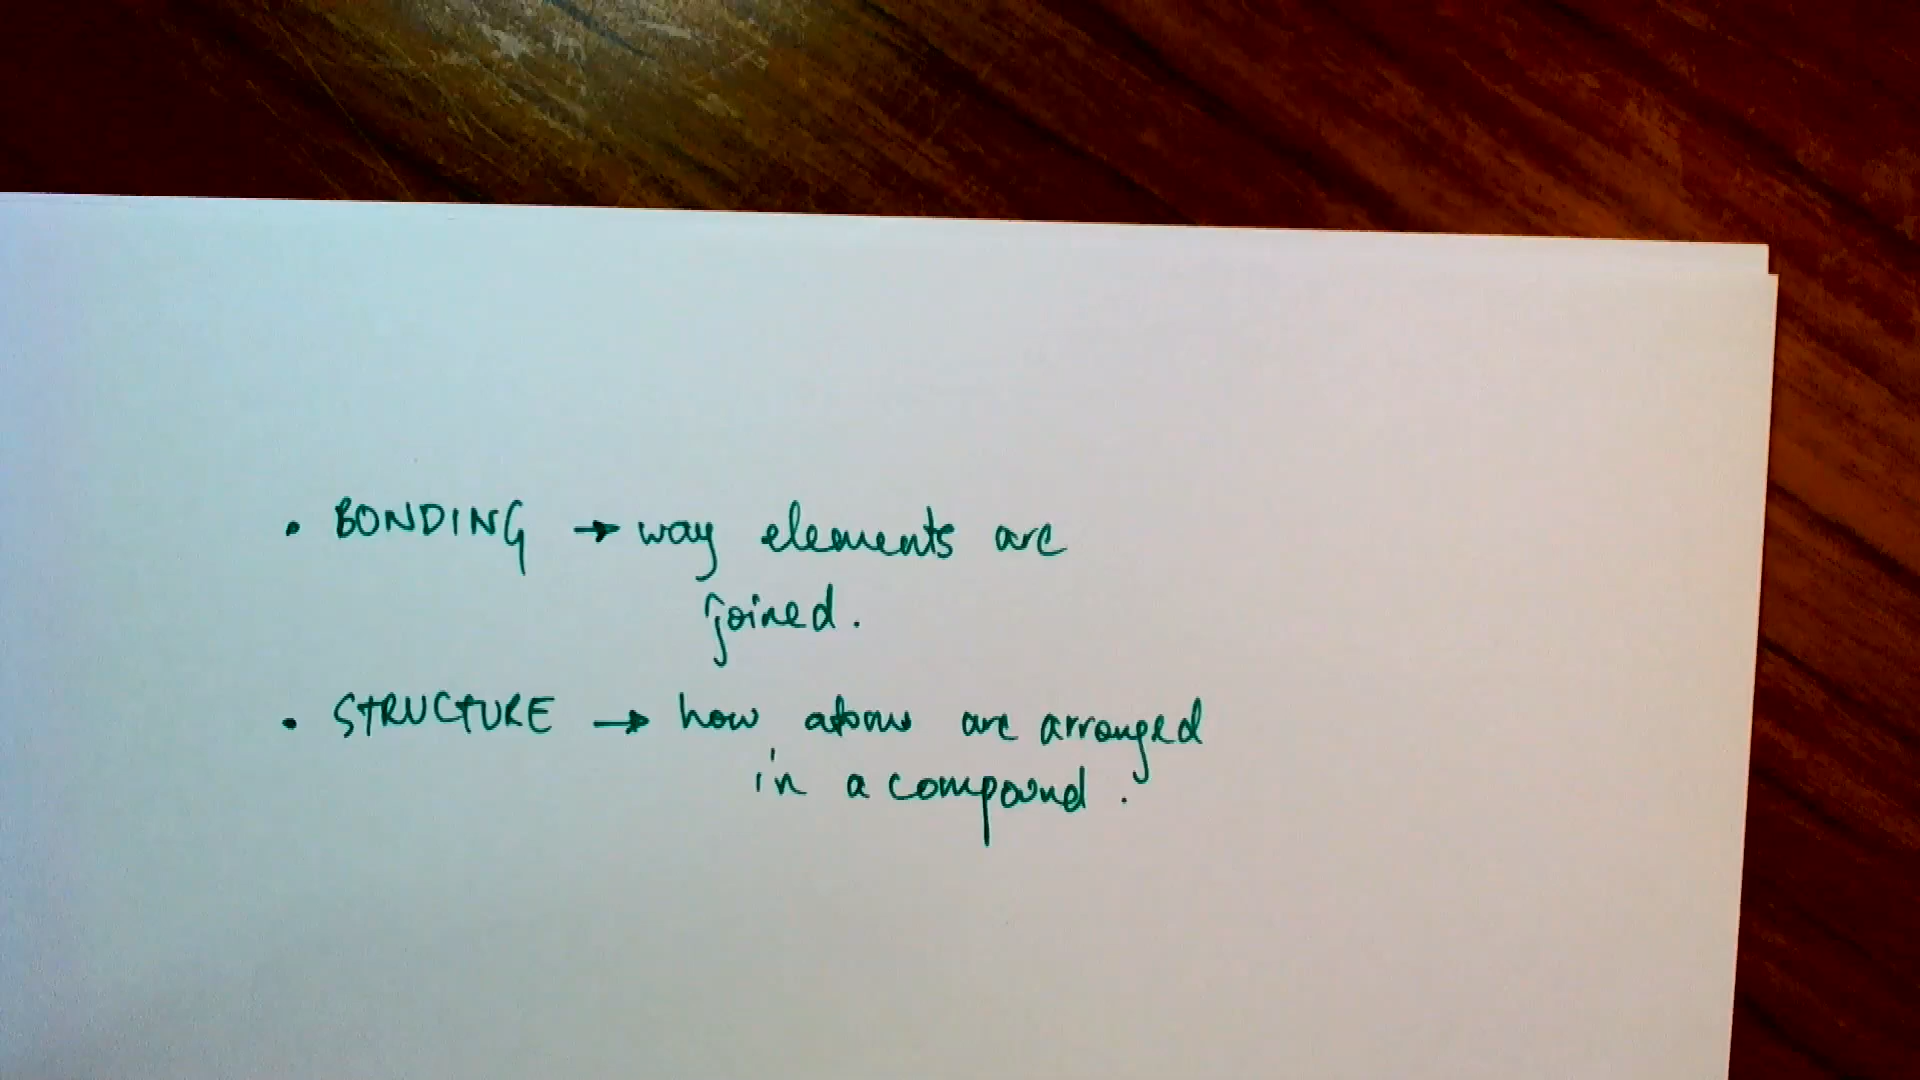 • BONDING → way elements are
joined.
• STRUCTURE → how atoms are arranged
in a compound.